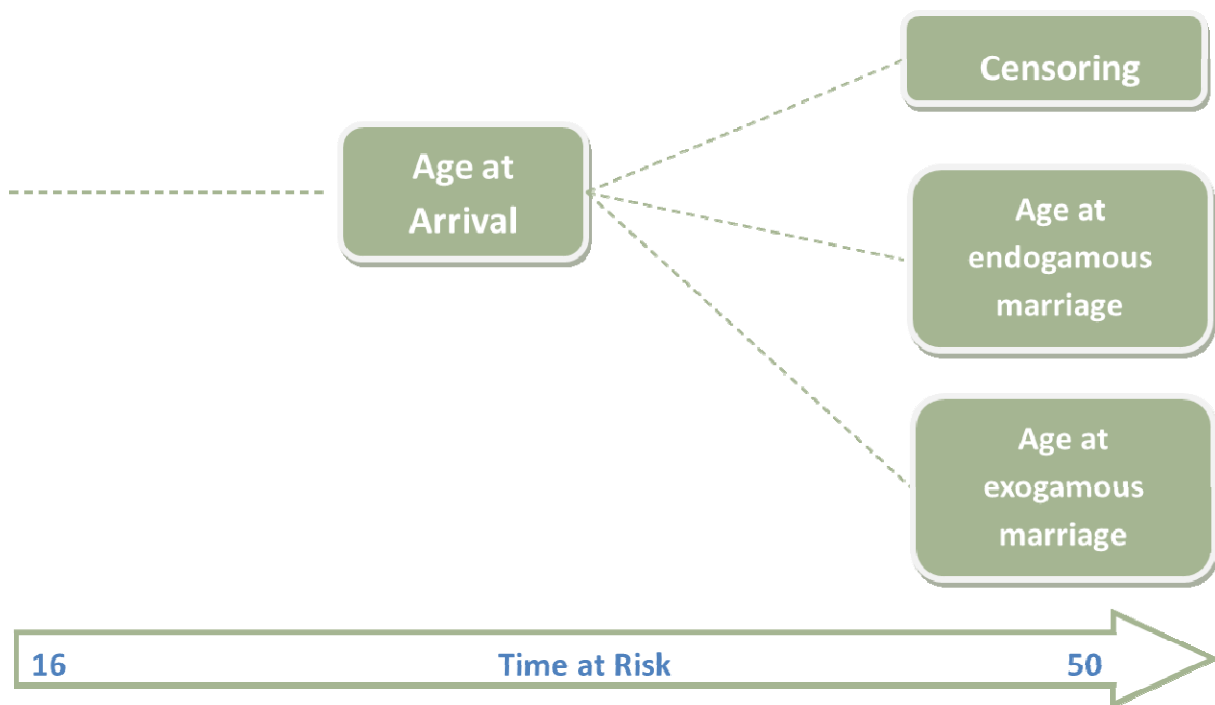 Censoring
Age at
Arrival
Age at
endogamous
marriage
Age at
exogamous
marriage
16 Time at Risk 50